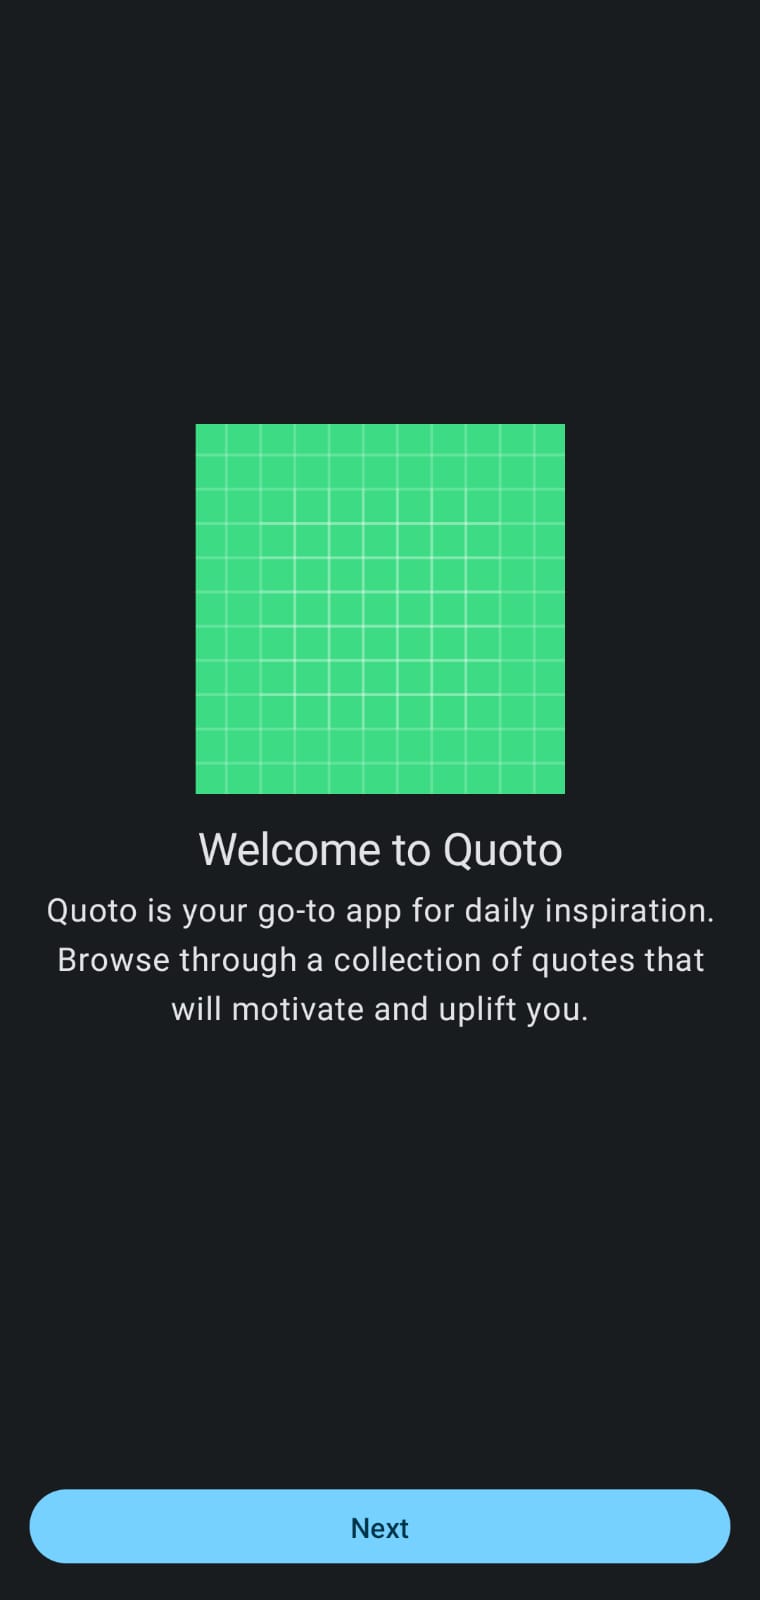 Welcome to Quoto
Quoto is your go-to app for daily inspiration.
Browse through a collection of quotes that
will motivate and uplift you.
Next